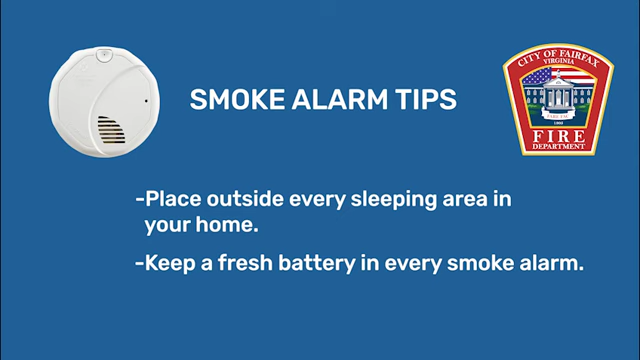 SMOKE ALARM TIPS
CITY OF FAIRFAX
VIRGINIA
FIRE
DEPARTMENT
-Place outside every sleeping area in
your home.
-Keep a fresh battery in every smoke alarm.